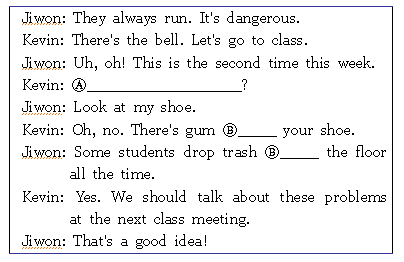 Jiwon: They always run. It's dangerous.
Kevin: There's the bell. Let's go to class.
Jiwon: Uh, oh! This is the second time this week.
Kevin: Ⓐ____________________?
Jiwon: Look at my shoe.
Kevin: Oh, no. There's gum Ⓑ_____ your shoe.
Jiwon: Some students drop trash Ⓑ_____ the floor
all the time.
Kevin: Yes. We should talk about these problems
at the next class meeting.
Jiwon: That's a good idea!